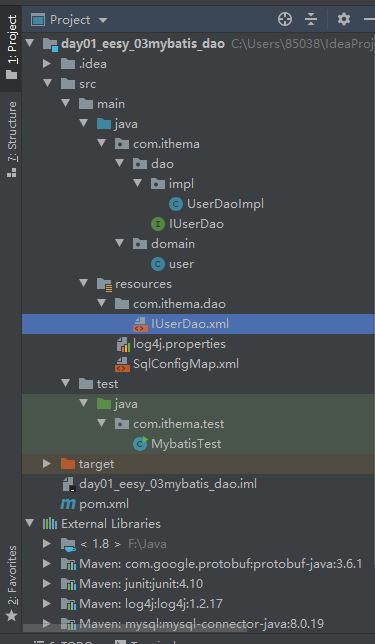 Project
1: Project
day01_eesy_03mybatis_dao C:\Users\85038\IdeaProj
.idea
src
main
java
com.ithema
dao
impl
UserDaoImpl
IUserDao
domain
user
resources
com.ithema.dao
IUserDao.xml
log4j.properties
SqlConfigMap.xml
test
java
com.ithema.test
MybatisTest
target
day01_eesy_03mybatis_dao.iml
pom.xml
External Libraries
< 1.8 > F:\Java
Maven: com.google.protobuf:protobuf-java:3.6.1
Maven: junit:junit:4.10
Maven: log4j:log4j:1.2.17
Maven: mysql:mysql-connector-java:8.0.19
7: Structure
2: Favorites